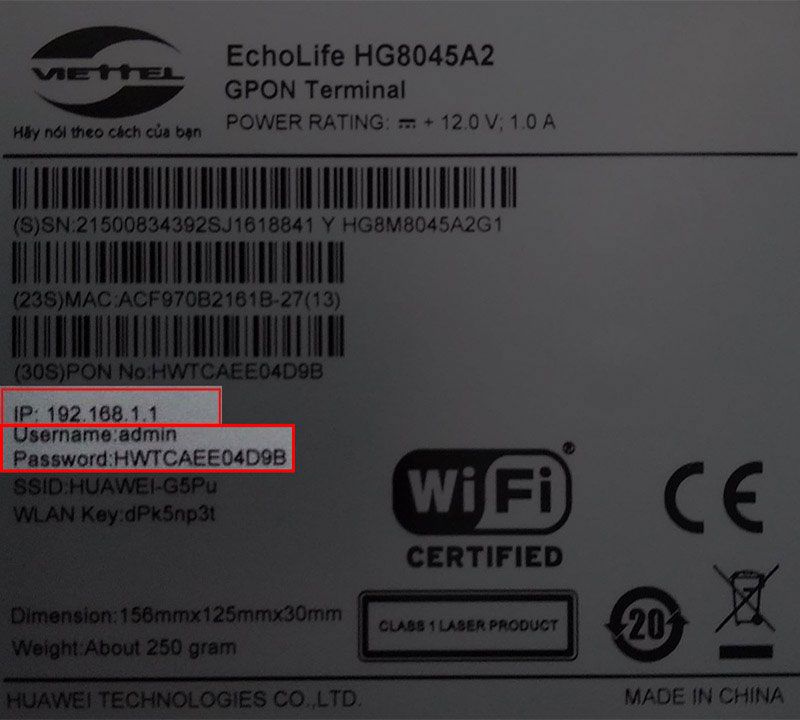 VIETTEL
Hãy nói theo cách của bạn
EchoLife HG8045A2
GPON Terminal
POWER RATING: ⎓ + 12.0 V; 1.0 A
(S)SN:21500834392SJ1618841 Y HG8M8045A2G1
(23S)MAC:ACF970B2161B-27(13)
(30S)PON No:HWTCAEE04D9B
IP: 192.168.1.1
Username:admin
Password:HWTCAEE04D9B
SSID:HUAWEI-G5Pu
WLAN Key:dPk5np3t
WiFi®
CERTIFIED
CE
Dimension:156mmx125mmx30mm
Weight:About 250 gram
CLASS 1 LASER PRODUCT
20
HUAWEI TECHNOLOGIES CO.,LTD.
MADE IN CHINA